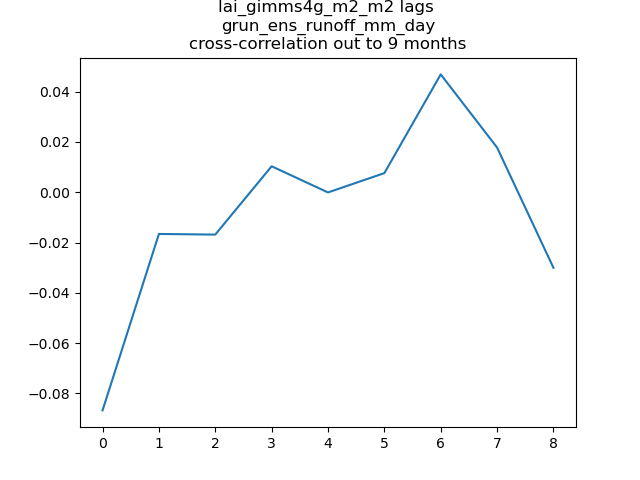 lai_gimms4g_m2_m2 lags
grun_ens_runoff_mm_day
cross-correlation out to 9 months
0.04
0.02
0.00
−0.02
−0.04
−0.06
−0.08
0 1 2 3 4 5 6 7 8